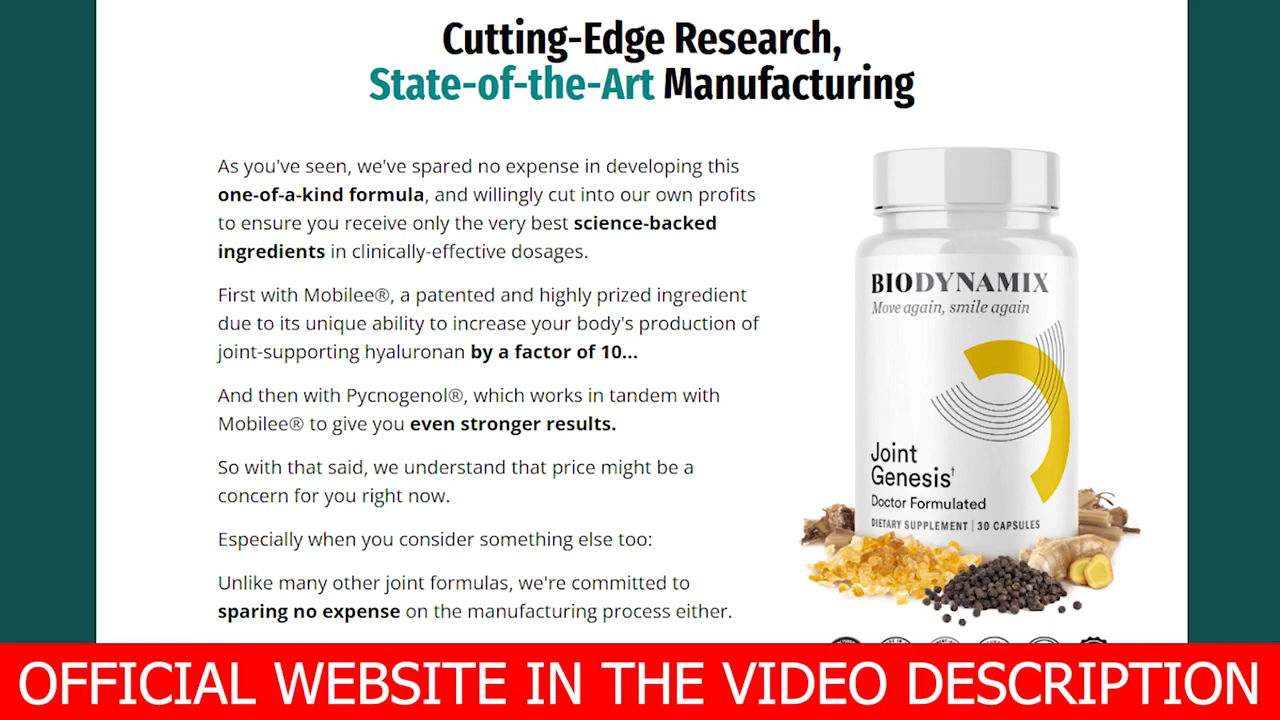 Cutting-Edge Research,
State-of-the-Art Manufacturing
As you've seen, we've spared no expense in developing this
one-of-a-kind formula, and willingly cut into our own profits
to ensure you receive only the very best science-backed
ingredients in clinically-effective dosages.
First with Mobilee®, a patented and highly prized ingredient
due to its unique ability to increase your body's production of
joint-supporting hyaluronan by a factor of 10...
And then with Pycnogenol®, which works in tandem with
Mobilee® to give you even stronger results.
So with that said, we understand that price might be a
concern for you right now.
Especially when you consider something else too:
Unlike many other joint formulas, we're committed to
sparing no expense on the manufacturing process either.
BIODYNAMIX
Move again, smile again
Joint
Genesis†
Doctor Formulated
DIETARY SUPPLEMENT | 30 CAPSULES
OFFICIAL WEBSITE IN THE VIDEO DESCRIPTION